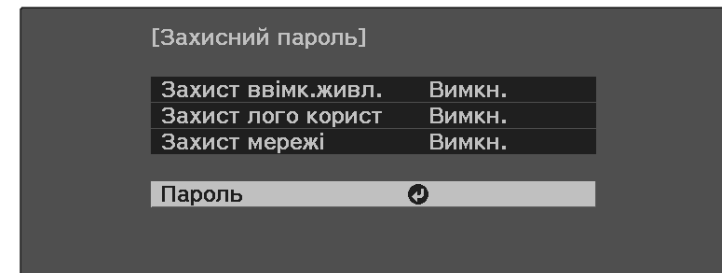 [Захисний пароль]
Захист ввімк.живл. Вимкн.
Захист лого корист Вимкн.
Захист мережі Вимкн.
Пароль